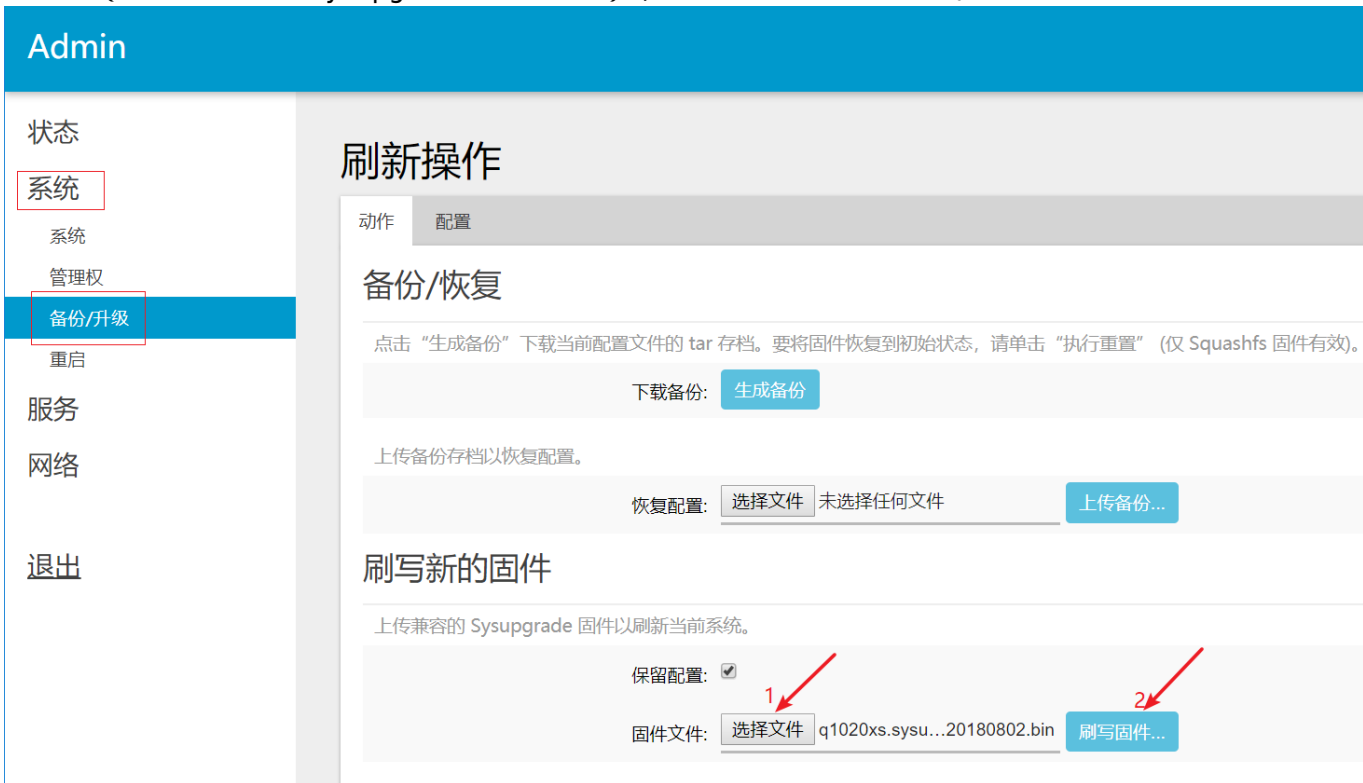 Admin
状态
系统
系统
管理权
备份/升级
重启
服务
网络
退出
刷新操作
动作 配置
备份/恢复
点击“生成备份”下载当前配置文件的 tar 存档。要将固件恢复到初始状态，请单击“执行重置” (仅 Squashfs 固件有效)。
下载备份: 生成备份
上传备份存档以恢复配置。
恢复配置: 选择文件 未选择任何文件 上传备份...
刷写新的固件
上传兼容的 Sysupgrade 固件以刷新当前系统。
保留配置:
1 2
固件文件: 选择文件 q1020xs.sysu...20180802.bin 刷写固件...